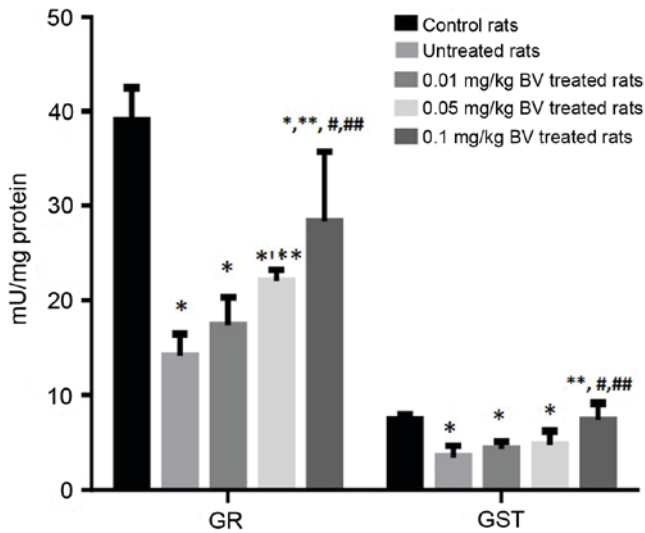 50
Control rats
Untreated rats
0.01 mg/kg BV treated rats
0.05 mg/kg BV treated rats
0.1 mg/kg BV treated rats
40
*,**, #,##
30
*'**
*
*
20
mU/mg protein
10
**, #,##
*
*
*
0
GR
GST